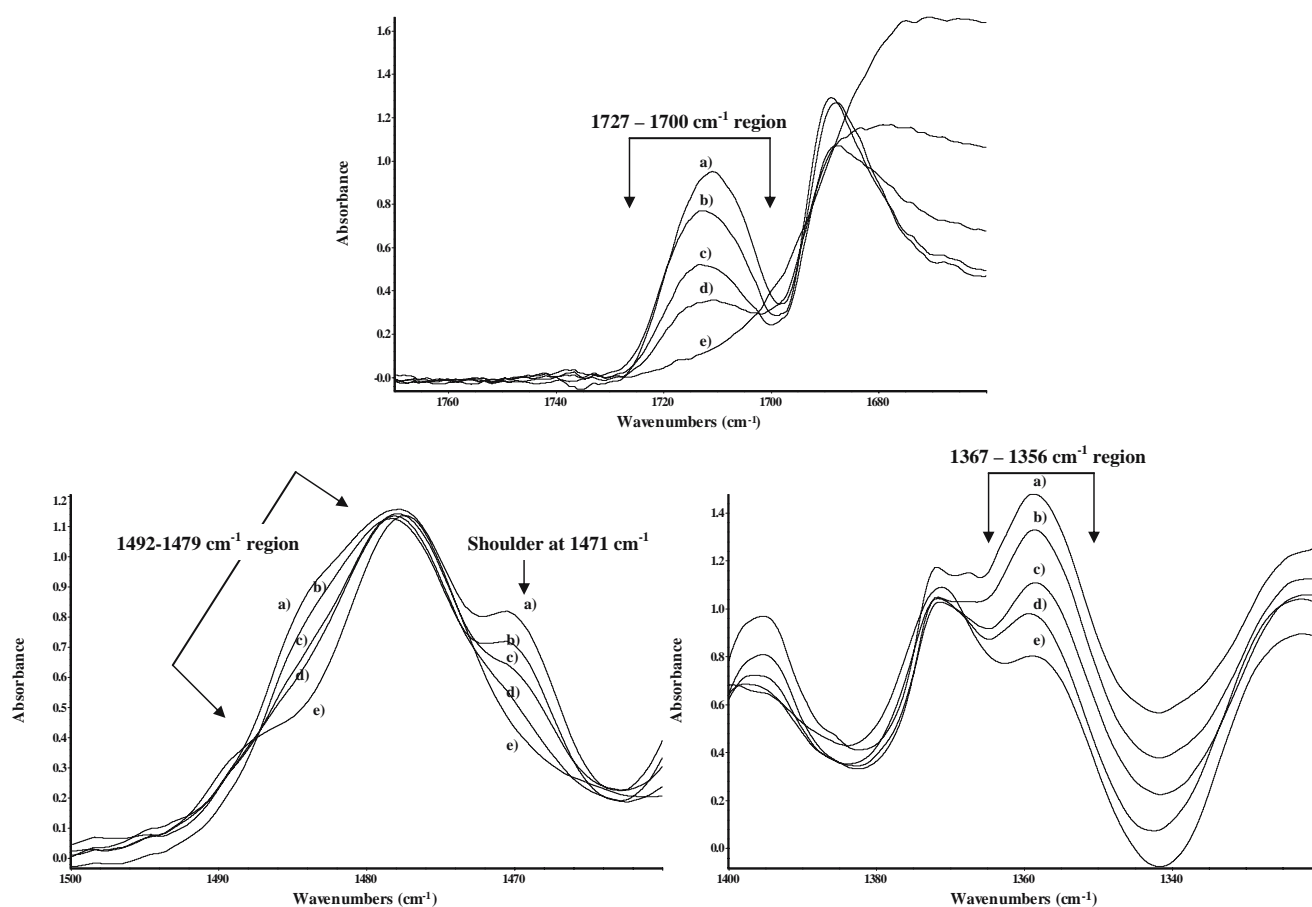 1.6
1.4
1.2
1.0
0.8
0.6
0.4
0.2
-0.0
Absorbance
1727 – 1700 cm-1 region
a)
b)
c)
d)
e)
1760
1740
1720
1700
1680
Wavenumbers (cm-1)
1.2
1.1
1.0
0.9
0.8
0.7
0.6
0.5
0.4
0.3
0.2
0.1
0.0
Absorbance
1492-1479 cm-1 region
Shoulder at 1471 cm-1
a)
b)
c)
d)
e)
a)
b)
c)
d)
e)
1500
1490
1480
1470
Wavenumbers (cm-1)
1367 – 1356 cm-1 region
1.4
1.2
1.0
0.8
0.6
0.4
0.2
0.0
Absorbance
a)
b)
c)
d)
e)
1400
1380
1360
1340
Wavenumbers (cm-1)